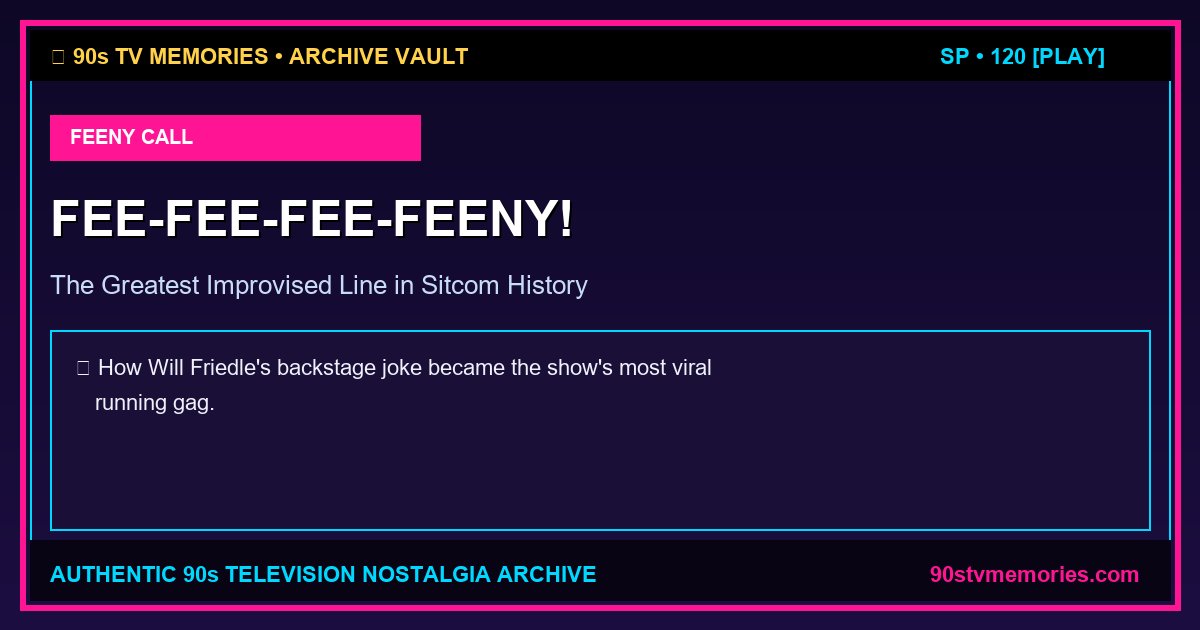 90s TV MEMORIES • ARCHIVE VAULT
SP • 120 [PLAY]
FEENY CALL
FEE-FEE-FEE-FEENY!
The Greatest Improvised Line in Sitcom History
How Will Friedle's backstage joke became the show's most viral
running gag.
AUTHENTIC 90s TELEVISION NOSTALGIA ARCHIVE
90stvmemories.com